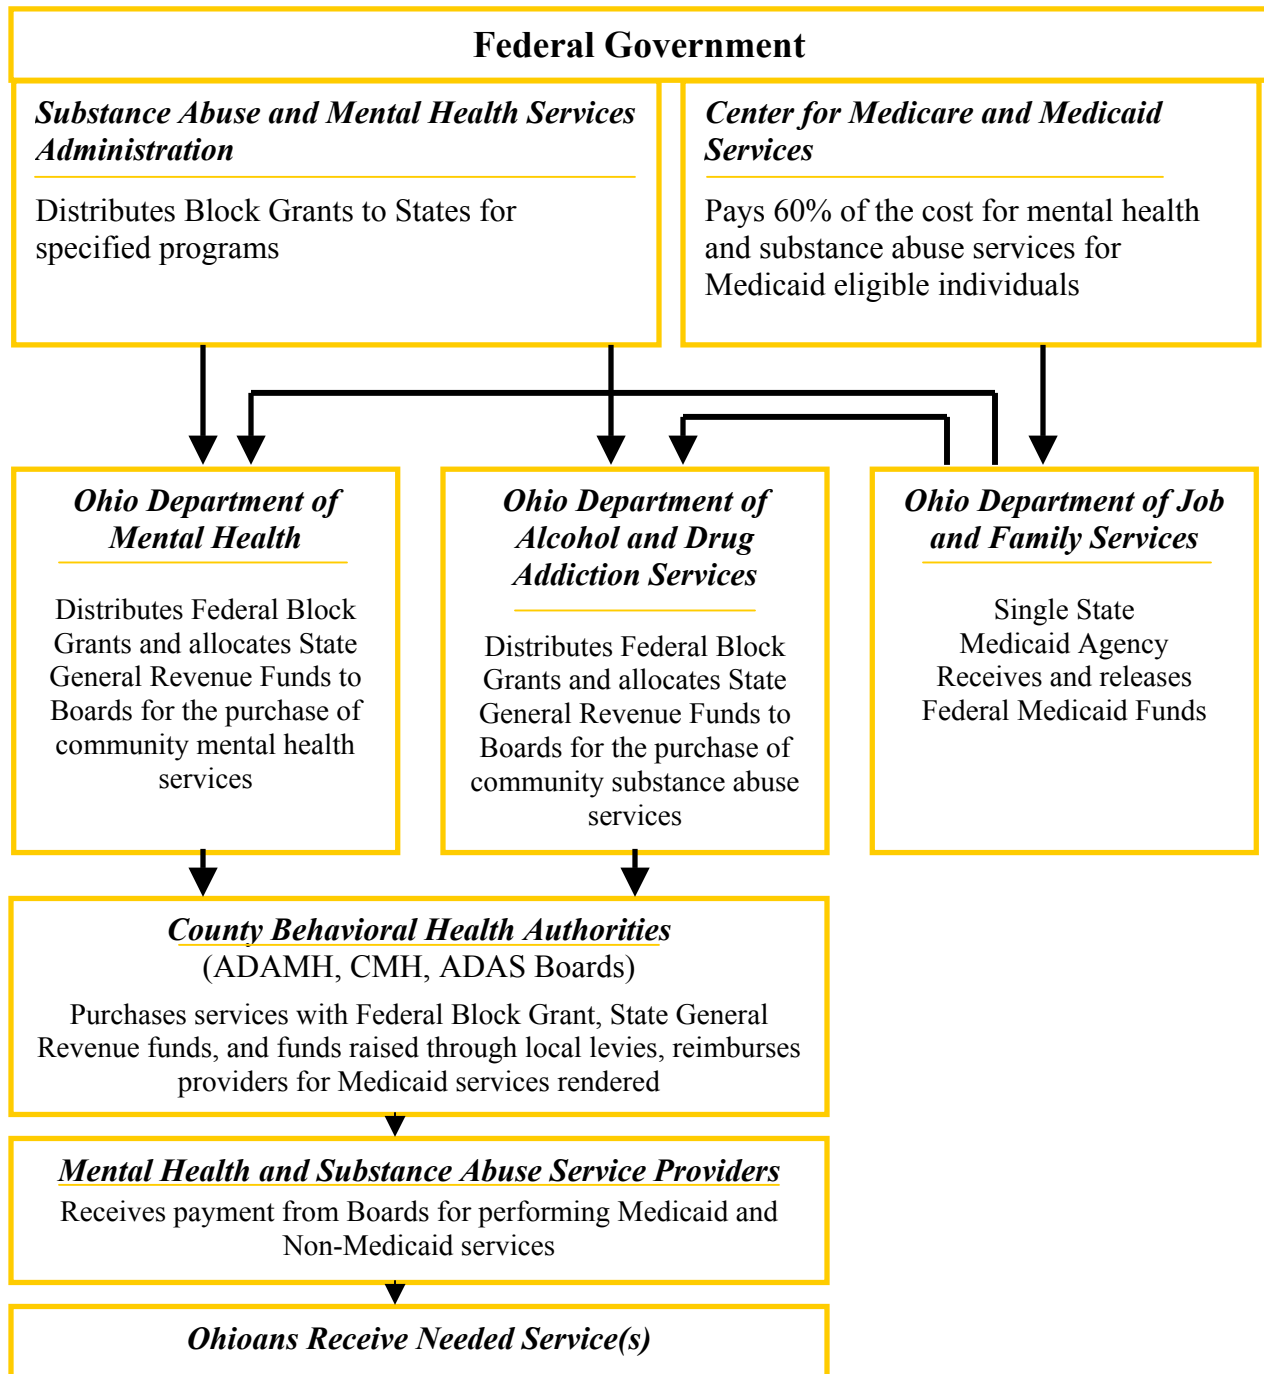 Federal Government
Substance Abuse and Mental Health Services
Administration
Distributes Block Grants to States for
specified programs
Center for Medicare and Medicaid
Services
Pays 60% of the cost for mental health
and substance abuse services for
Medicaid eligible individuals
Ohio Department of
Mental Health
Distributes Federal Block
Grants and allocates State
General Revenue Funds to
Boards for the purchase of
community mental health
services
Ohio Department of
Alcohol and Drug
Addiction Services
Distributes Federal Block
Grants and allocates State
General Revenue Funds to
Boards for the purchase of
community substance abuse
services
Ohio Department of Job
and Family Services
Single State
Medicaid Agency
Receives and releases
Federal Medicaid Funds
County Behavioral Health Authorities
(ADAMH, CMH, ADAS Boards)
Purchases services with Federal Block Grant, State General
Revenue funds, and funds raised through local levies, reimburses
providers for Medicaid services rendered
Mental Health and Substance Abuse Service Providers
Receives payment from Boards for performing Medicaid and
Non-Medicaid services
Ohioans Receive Needed Service(s)